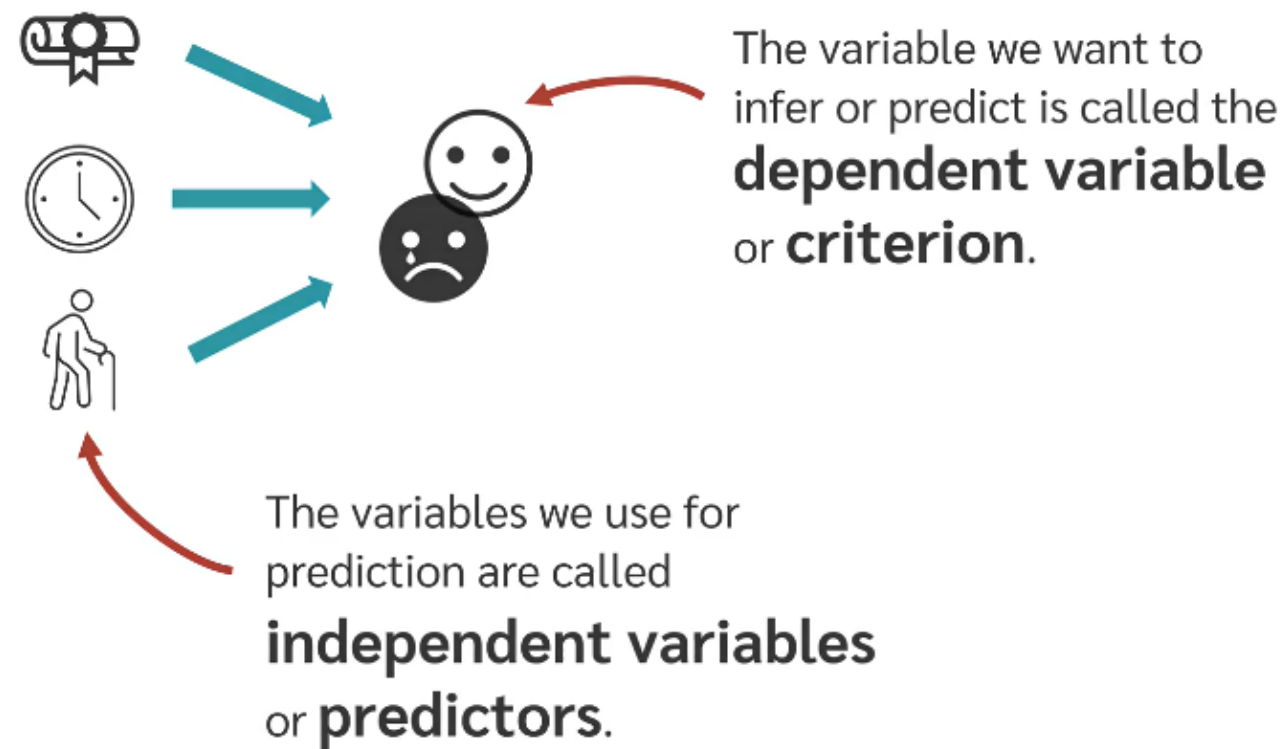 The variable we want to
infer or predict is called the
dependent variable
or criterion.
The variables we use for
prediction are called
independent variables
or predictors.